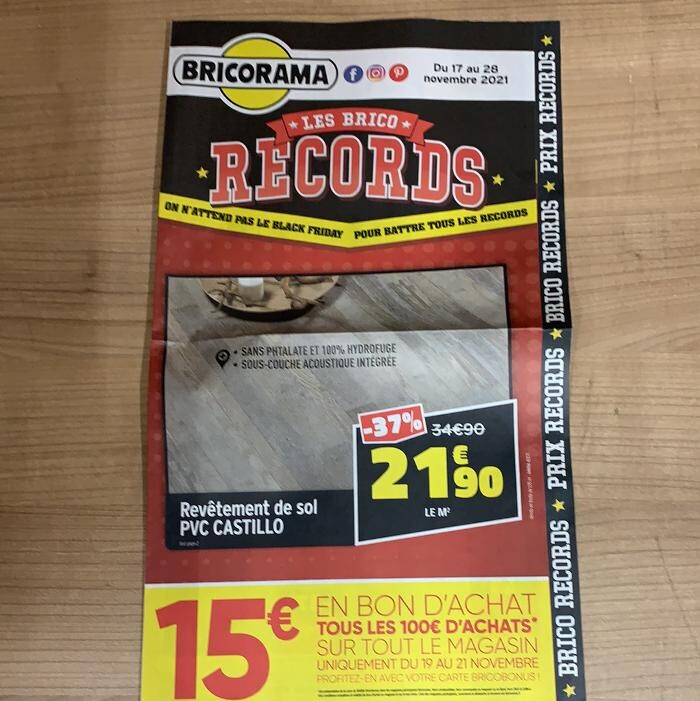 BRICORAMA
Du 17 au 28
novembre 2021
LES BRICO
RECORDS
ON N'ATTEND PAS LE BLACK FRIDAY POUR BATTRE TOUS LES RECORDS
• SANS PHTALATE ET 100% HYDROFUGE
• SOUS-COUCHE ACOUSTIQUE INTÉGRÉE
-37% 34€90
21€90
LE M²
Revêtement de sol
PVC CASTILLO
15€
EN BON D'ACHAT
TOUS LES 100€ D'ACHATS*
SUR TOUT LE MAGASIN
UNIQUEMENT DU 19 AU 21 NOVEMBRE
PROFITEZ-EN AVEC VOTRE CARTE BRICOBONUS !
BRICO RECORDS ★ PRIX RECORDS ★ BRICO RECORDS ★ PRIX RECORDS ★